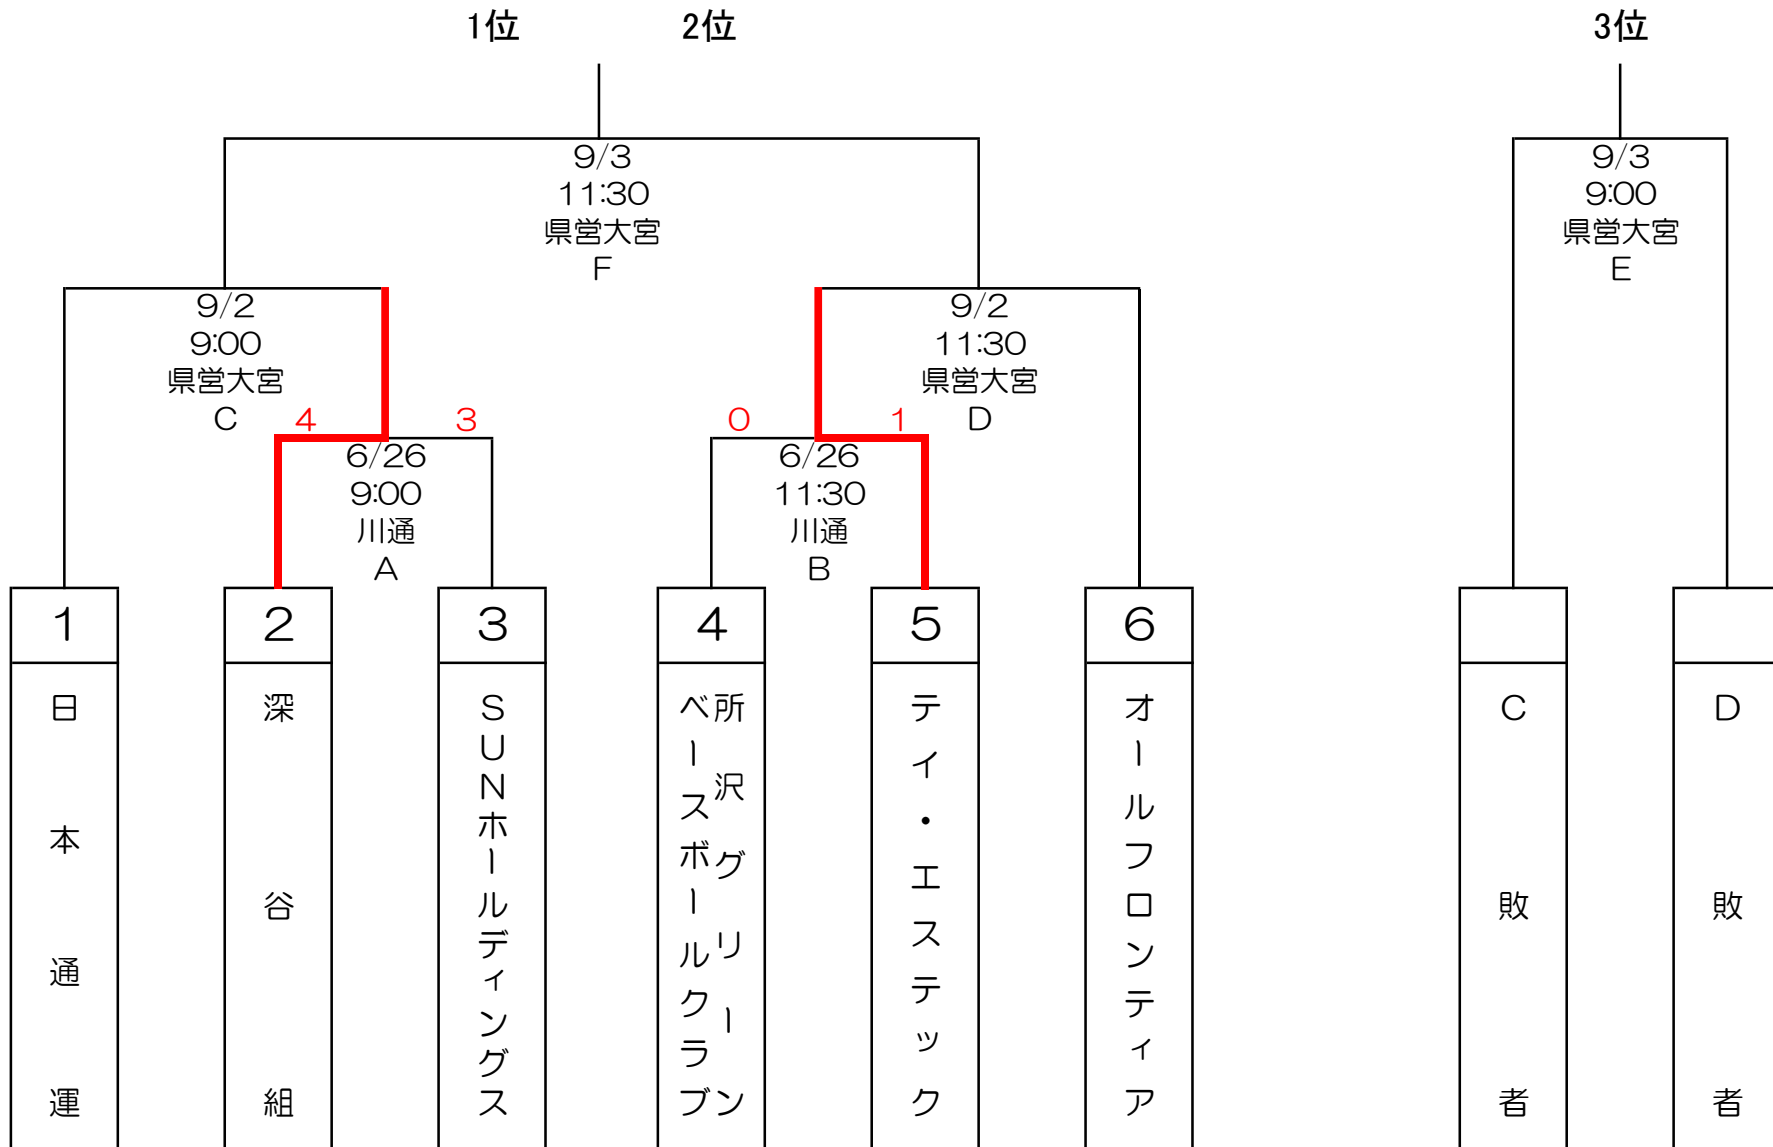 1位 2位 3位
9/3
11:30
県営大宮
F
9/3
9:00
県営大宮
E
9/2
9:00
県営大宮
C
9/2
11:30
県営大宮
D
4 3
0 1
6/26
9:00
川通
A
6/26
11:30
川通
B
1 2 3 4 5 6
日本通運
深谷組
SUNホールディングス
所沢グリーン
ベースボールクラブ
ティ・エステック
オールフロンティア
C敗者
D敗者